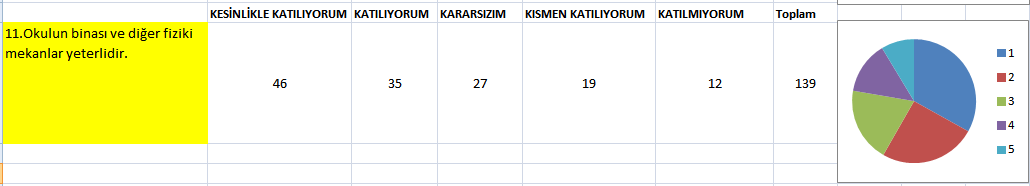 KESİNLİKLE KATILIYORUM KATILIYORUM KARARSIZIM KISMEN KATILIYORUM KATILMIYORUM Toplam
11.Okulun binası ve diğer fiziki
mekanlar yeterlidir.
46 35 27 19 12 139
1
2
3
4
5